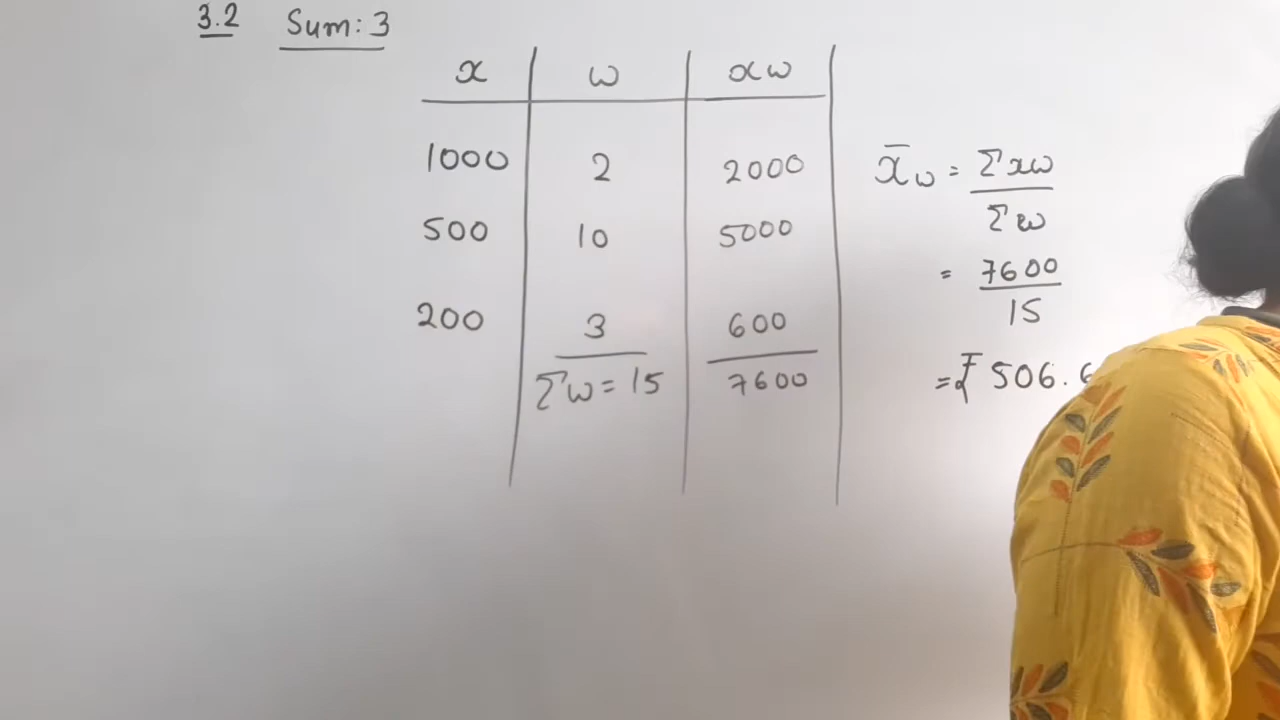 3.2 Sum: 3
x w xw
1000 2 2000
500 10 5000
200 3 600
Σw = 15 7600
x̄w = Σxw / Σw
= 7600 / 15
= ₹ 506.6